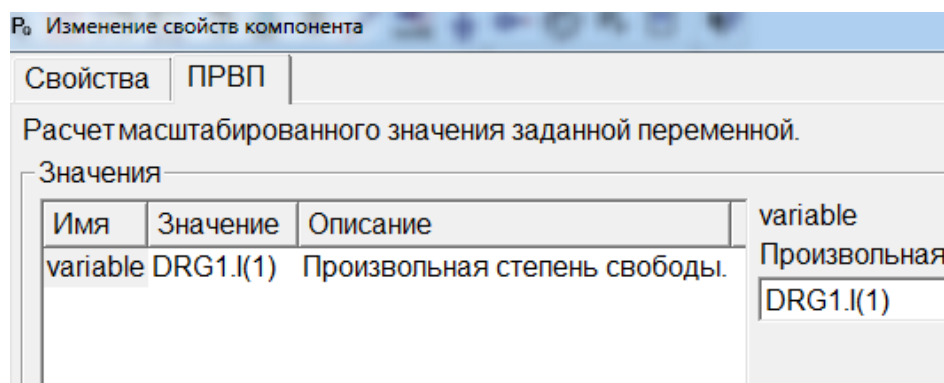 Изменение свойств компонента
Свойства ПРВП
Расчет масштабированного значения заданной переменной.
Значения
Имя Значение Описание
variable DRG1.I(1) Произвольная степень свободы.
variable
Произвольная
DRG1.I(1)